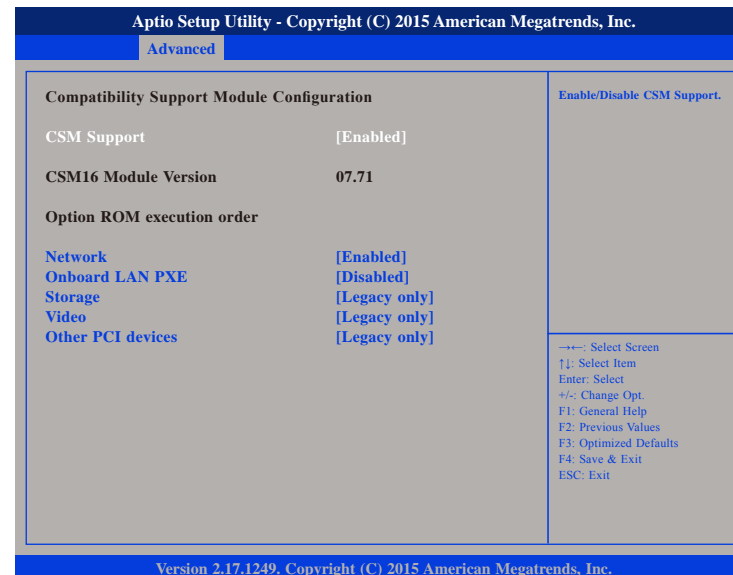 Aptio Setup Utility - Copyright (C) 2015 American Megatrends, Inc.
Advanced
Compatibility Support Module Configuration
CSM Support [Enabled]
CSM16 Module Version 07.71
Option ROM execution order
Network [Enabled]
Onboard LAN PXE [Disabled]
Storage [Legacy only]
Video [Legacy only]
Other PCI devices [Legacy only]
Enable/Disable CSM Support.
→←: Select Screen
↑↓: Select Item
Enter: Select
+/-: Change Opt.
F1: General Help
F2: Previous Values
F3: Optimized Defaults
F4: Save & Exit
ESC: Exit
Version 2.17.1249. Copyright (C) 2015 American Megatrends, Inc.